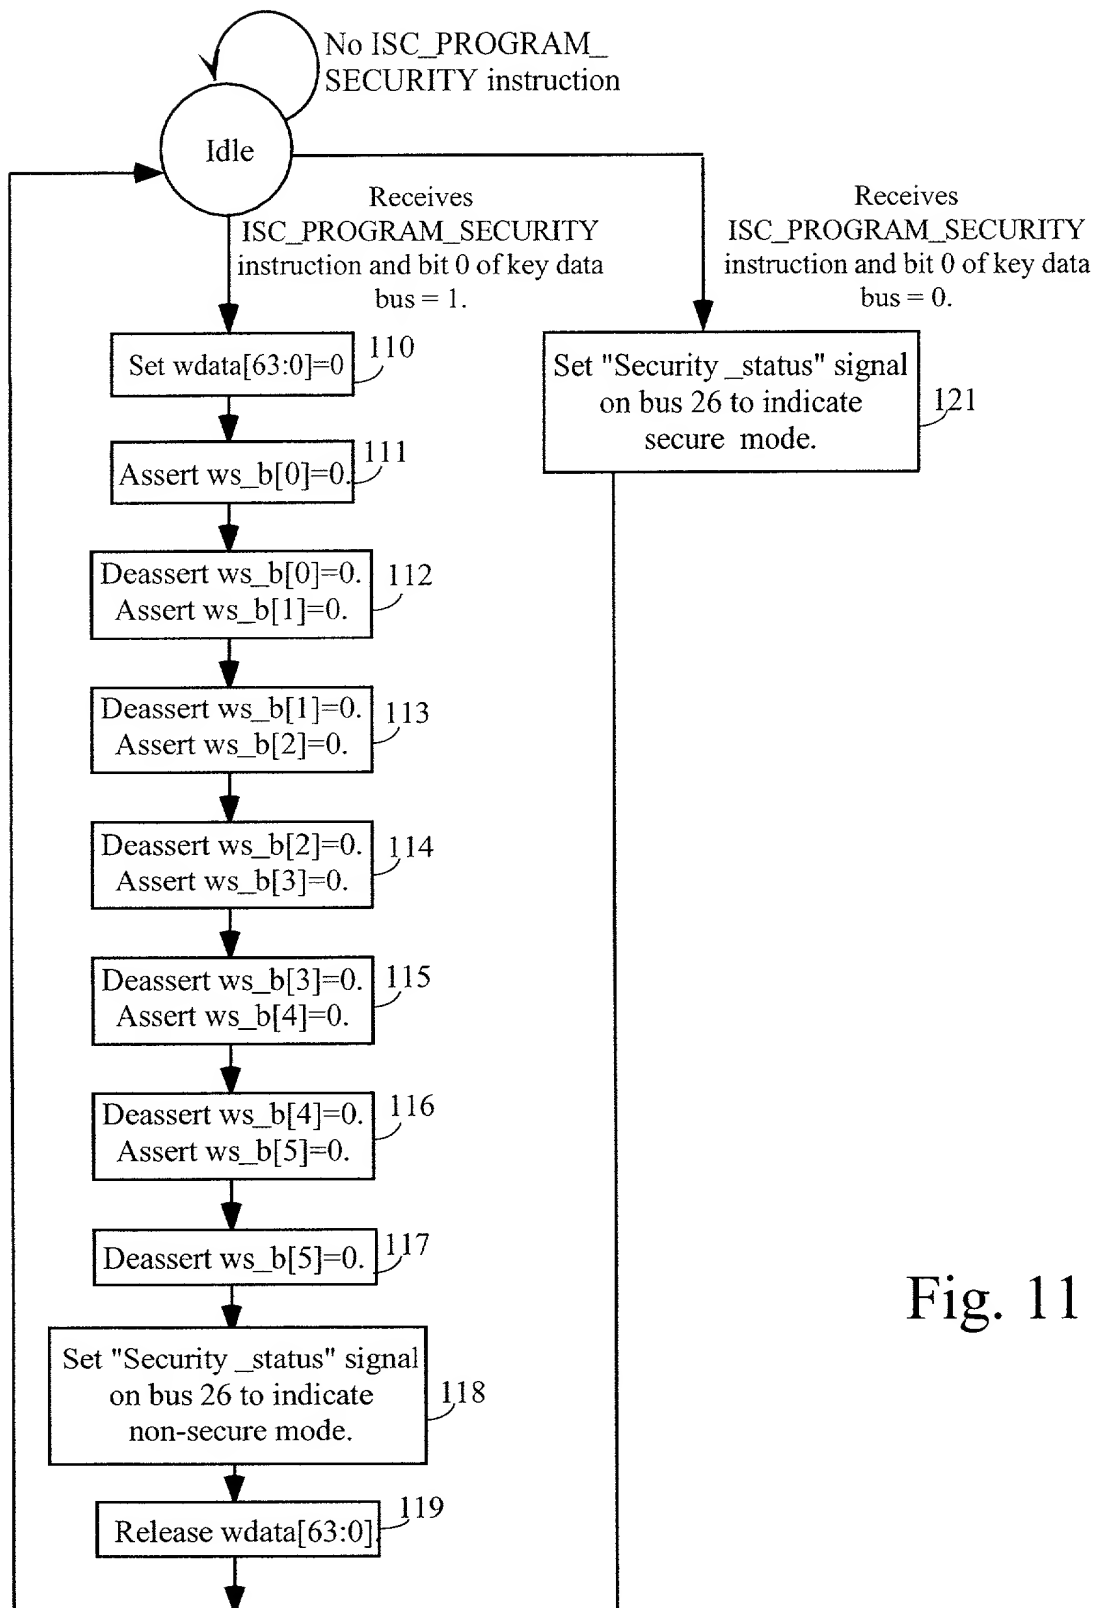 No ISC_PROGRAM_
SECURITY instruction
Idle
Receives
ISC_PROGRAM_SECURITY
instruction and bit 0 of key data
bus = 1.
Receives
ISC_PROGRAM_SECURITY
instruction and bit 0 of key data
bus = 0.
Set wdata[63:0]=0
110
Set "Security _status" signal
on bus 26 to indicate
secure mode.
121
Assert ws_b[0]=0.
111
Deassert ws_b[0]=0.
Assert ws_b[1]=0.
112
Deassert ws_b[1]=0.
Assert ws_b[2]=0.
113
Deassert ws_b[2]=0.
Assert ws_b[3]=0.
114
Deassert ws_b[3]=0.
Assert ws_b[4]=0.
115
Deassert ws_b[4]=0.
Assert ws_b[5]=0.
116
Deassert ws_b[5]=0.
117
Set "Security _status" signal
on bus 26 to indicate
non-secure mode.
118
Release wdata[63:0]
119
Fig. 11